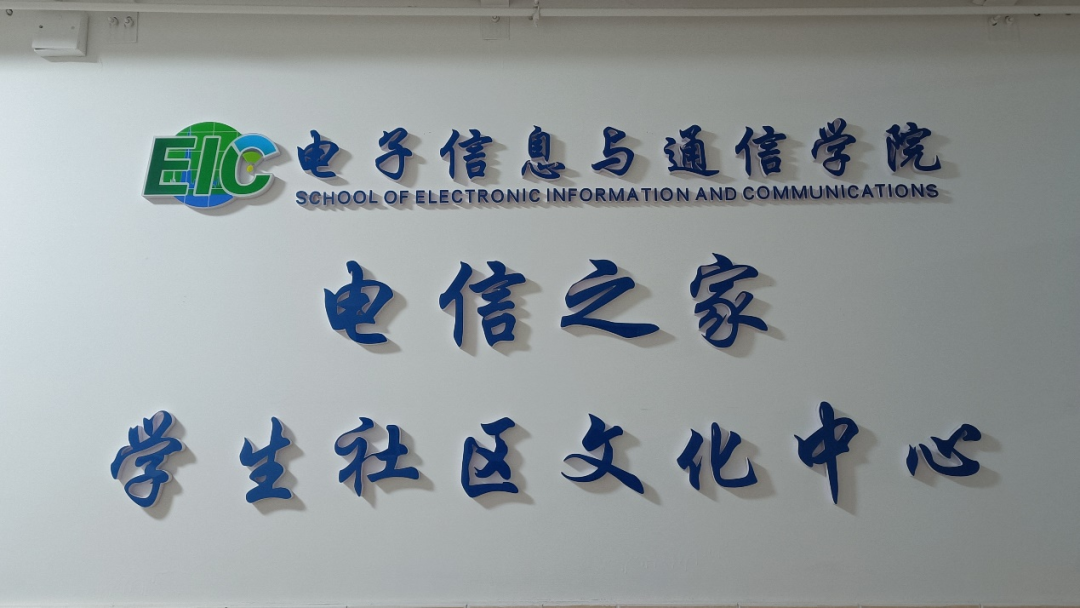 EIC 电子信息与通信学院
SCHOOL OF ELECTRONIC INFORMATION AND COMMUNICATIONS
电信之家
学生社区文化中心